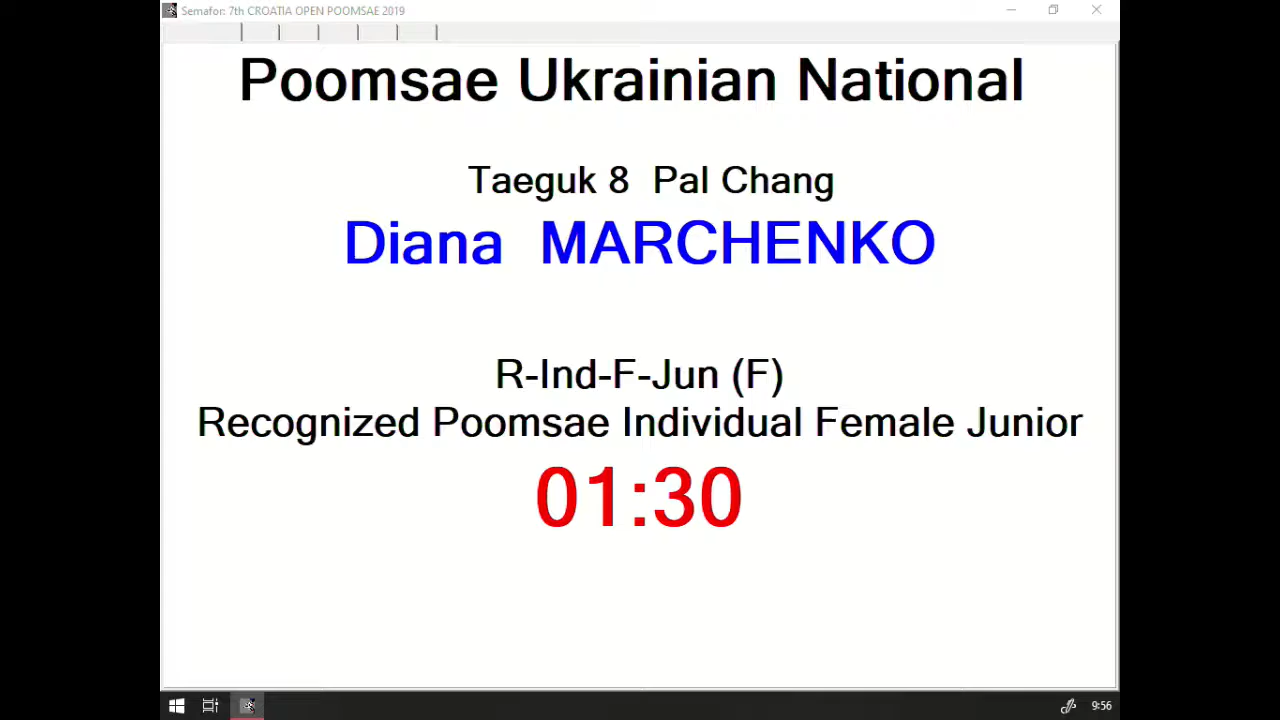 Semafor: 7th CROATIA OPEN POOMSAE 2019
Poomsae Ukrainian National
Taeguk 8 Pal Chang
Diana MARCHENKO
R-Ind-F-Jun (F)
Recognized Poomsae Individual Female Junior
01:30
9:56